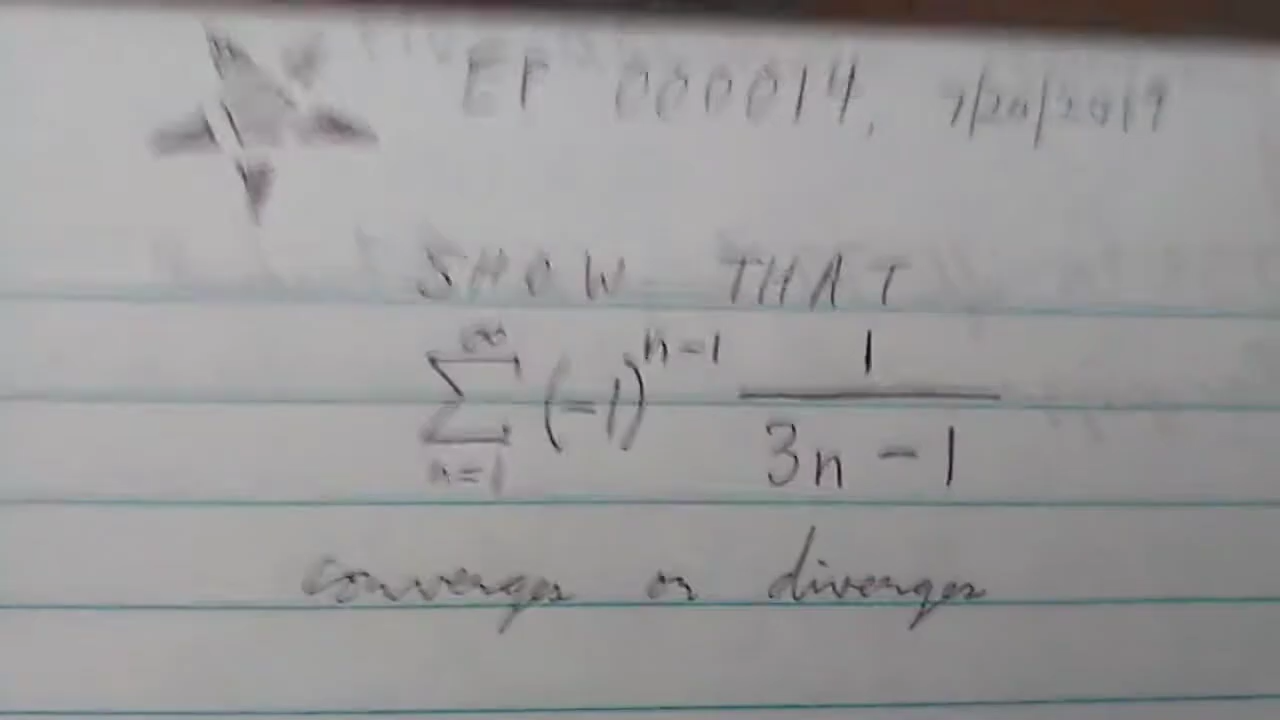 EP 000014, 7/20/2019
SHOW THAT
∞
∑ (-1)^{n-1} 1/(3n-1)
n=1
converges or diverges